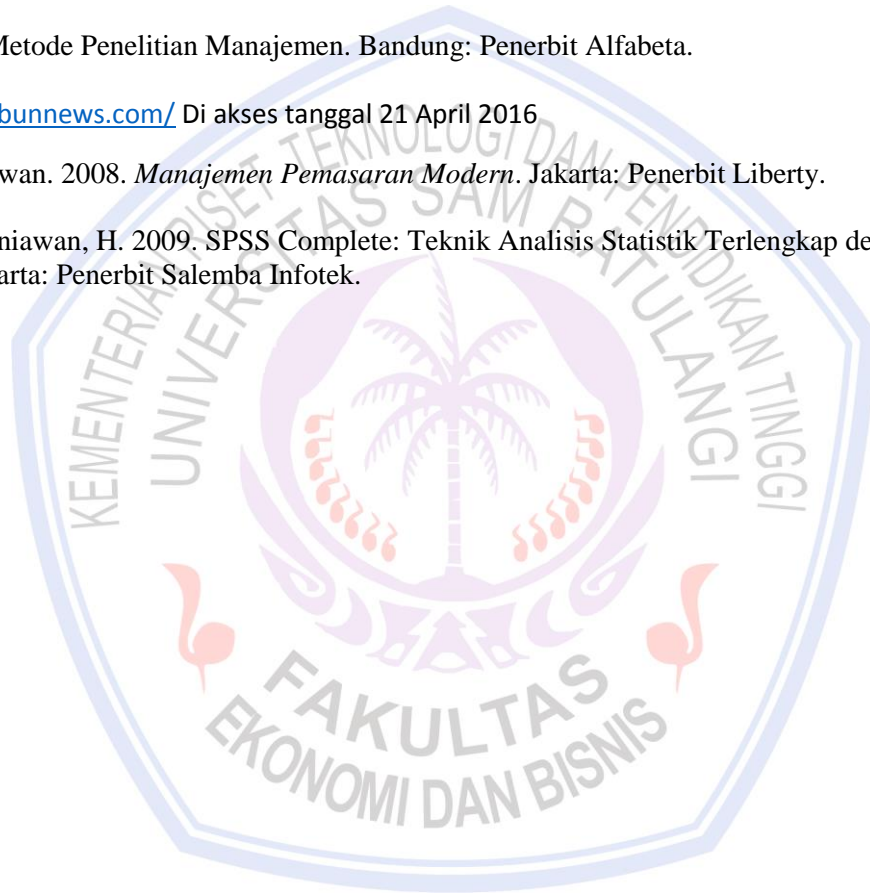 Metode Penelitian Manajemen. Bandung: Penerbit Alfabeta.
bunnews.com/ Di akses tanggal 21 April 2016
wan. 2008. Manajemen Pemasaran Modern. Jakarta: Penerbit Liberty.
niawan, H. 2009. SPSS Complete: Teknik Analisis Statistik Terlengkap de
arta: Penerbit Salemba Infotek.
KEMENTERIAN RISET TEKNOLOGI DAN PENDIDIKAN TINGGI
UNIVERSITAS SAM RATULANGI
FAKULTAS
EKONOMI DAN BISNIS